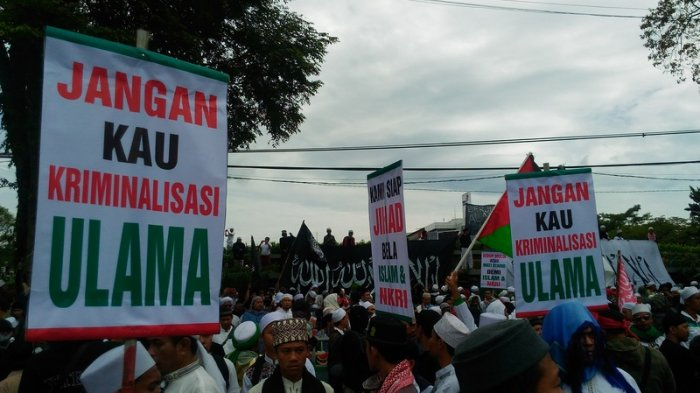 JANGAN
KAU
KRIMINALISASI
ULAMA
KAMI SIAP
JIHAD
BELA
ISLAM &
NKRI
JANGAN
KAU
KRIMINALISASI
ULAMA